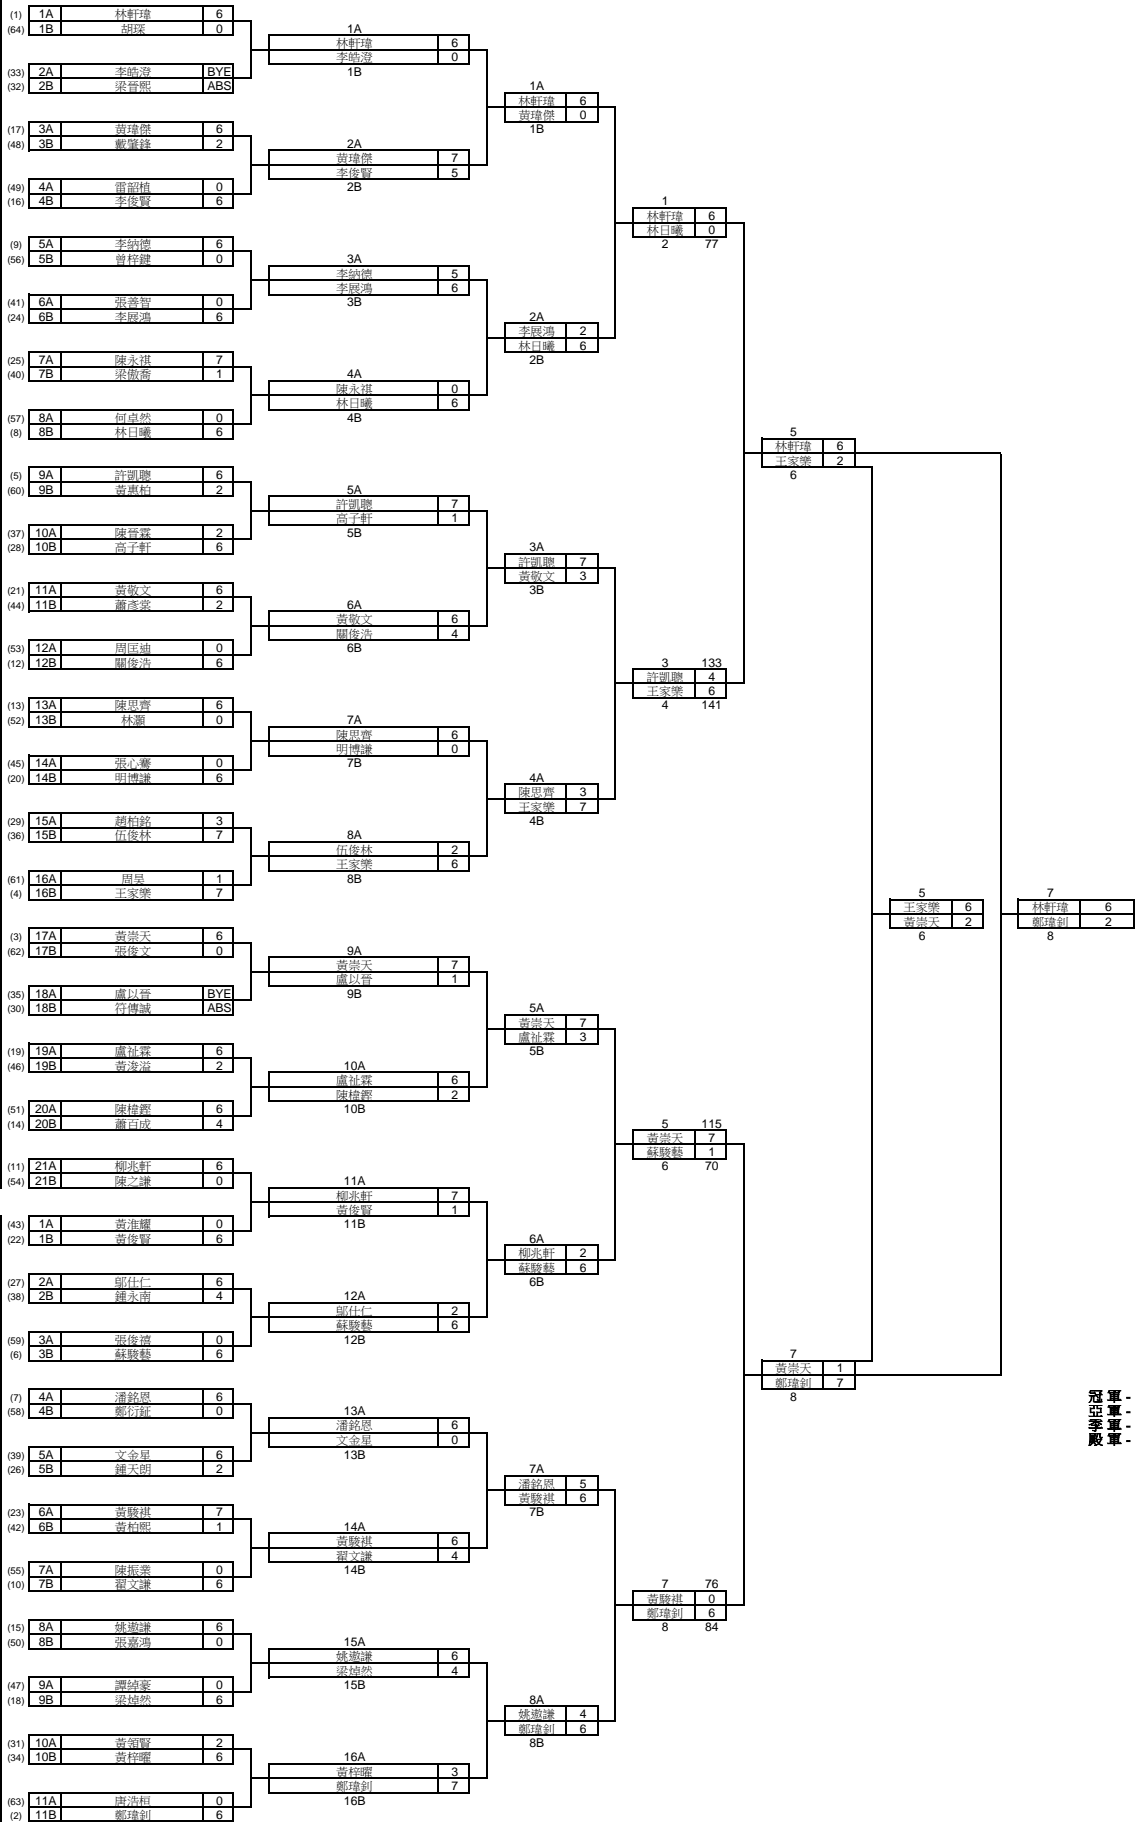 (1) 1A 林軒瑋 6
(64) 1B 胡琛 0
(33) 2A 李皓澄 BYE
(32) 2B 梁晉熙 ABS
(17) 3A 黃瑋傑 6
(48) 3B 戴肇鋒 2
(49) 4A 雷韶植 0
(16) 4B 李俊賢 6
(9) 5A 李納德 6
(56) 5B 曾梓鍵 0
(41) 6A 張善智 0
(24) 6B 李展鴻 6
(25) 7A 陳永祺 7
(40) 7B 梁傲喬 1
(57) 8A 何卓然 0
(8) 8B 林日曦 6
(5) 9A 許凱聰 6
(60) 9B 黃惠柏 2
(37) 10A 陳晉霖 2
(28) 10B 高子軒 6
(21) 11A 黃敬文 6
(44) 11B 蕭彥棠 2
(53) 12A 周匡迪 0
(12) 12B 關俊浩 6
(13) 13A 陳思齊 6
(52) 13B 林灝 0
(45) 14A 張心騫 0
(20) 14B 明博謙 6
(29) 15A 趙柏銘 3
(36) 15B 伍俊林 7
(61) 16A 周昊 1
(4) 16B 王家樂 7
(3) 17A 黃崇天 6
(62) 17B 張俊文 0
(35) 18A 盧以晉 BYE
(30) 18B 符傳誠 ABS
(19) 19A 盧祉霖 6
(46) 19B 黃浚溢 2
(51) 20A 陳樟鏗 6
(14) 20B 蕭百成 4
(11) 21A 柳兆軒 6
(54) 21B 陳之謙 0
(43) 1A 黃淮耀 0
(22) 1B 黃俊賢 6
(27) 2A 鄔仕仁 6
(38) 2B 鍾永南 4
(59) 3A 張俊禧 0
(6) 3B 蘇駿藝 6
(7) 4A 潘銘恩 6
(58) 4B 鄭衍鉦 0
(39) 5A 文金星 6
(26) 5B 鍾天朗 2
(23) 6A 黃駿祺 7
(42) 6B 黃柏熙 1
(55) 7A 陳振業 0
(10) 7B 翟文謙 6
(15) 8A 姚遨謙 6
(50) 8B 張嘉鴻 0
(47) 9A 譚綽豪 0
(18) 9B 梁焯然 6
(31) 10A 黃領賢 2
(34) 10B 黃梓曜 6
(63) 11A 唐浩桓 0
(2) 11B 鄭瑋釗 6
1A
林軒瑋 6
李皓澄 0
1B
2A
黃瑋傑 7
李俊賢 5
2B
3A
李納德 5
李展鴻 6
3B
4A
陳永祺 0
林日曦 6
4B
5A
許凱聰 7
高子軒 1
5B
6A
黃敬文 6
關俊浩 4
6B
7A
陳思齊 6
明博謙 0
7B
8A
伍俊林 2
王家樂 6
8B
9A
黃崇天 7
盧以晉 1
9B
10A
盧祉霖 6
陳樟鏗 2
10B
11A
柳兆軒 7
黃俊賢 1
11B
12A
鄔仕仁 2
蘇駿藝 6
12B
13A
潘銘恩 6
文金星 0
13B
14A
黃駿祺 6
翟文謙 4
14B
15A
姚遨謙 6
梁焯然 4
15B
16A
黃梓曜 3
鄭瑋釗 7
16B
1A
林軒瑋 6
黃瑋傑 0
1B
2A
李展鴻 2
林日曦 6
2B
3A
許凱聰 7
黃敬文 3
3B
4A
陳思齊 3
王家樂 7
4B
5A
黃崇天 7
盧祉霖 3
5B
6A
柳兆軒 2
蘇駿藝 6
6B
7A
潘銘恩 5
黃駿祺 6
7B
8A
姚遨謙 4
鄭瑋釗 6
8B
1
林軒瑋 6
林日曦 0
2 77
3 133
許凱聰 4
王家樂 6
4 141
5 115
黃崇天 7
蘇駿藝 1
6 70
7 76
黃駿祺 0
鄭瑋釗 6
8 84
5
林軒瑋 6
王家樂 2
6
7
黃崇天 1
鄭瑋釗 7
8
5
王家樂 6
黃崇天 2
6
7
林軒瑋 6
鄭瑋釗 2
8
冠 軍 -
亞 軍 -
季 軍 -
殿 軍 -